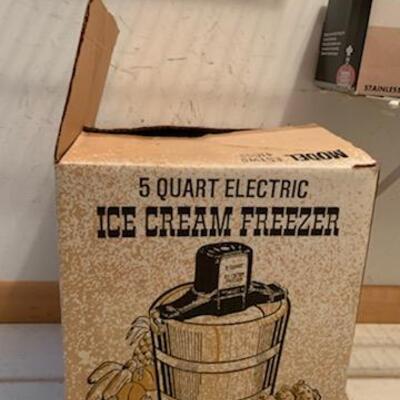 STAINLESS
MODEL
5 QUART ELECTRIC
ICE CREAM FREEZER